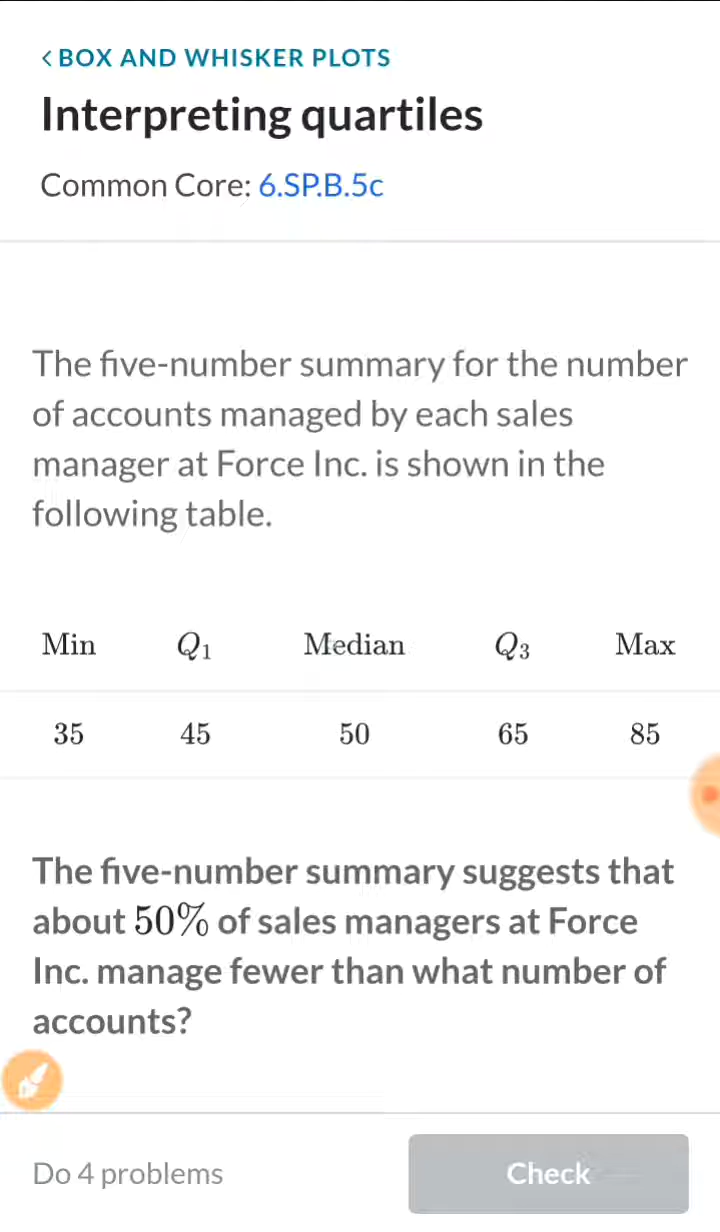 < BOX AND WHISKER PLOTS
Interpreting quartiles
Common Core: 6.SP.B.5c
The five-number summary for the number
of accounts managed by each sales
manager at Force Inc. is shown in the
following table.
Min Q₁ Median Q₃ Max
35 45 50 65 85
The five-number summary suggests that
about 50% of sales managers at Force
Inc. manage fewer than what number of
accounts?
Do 4 problems Check